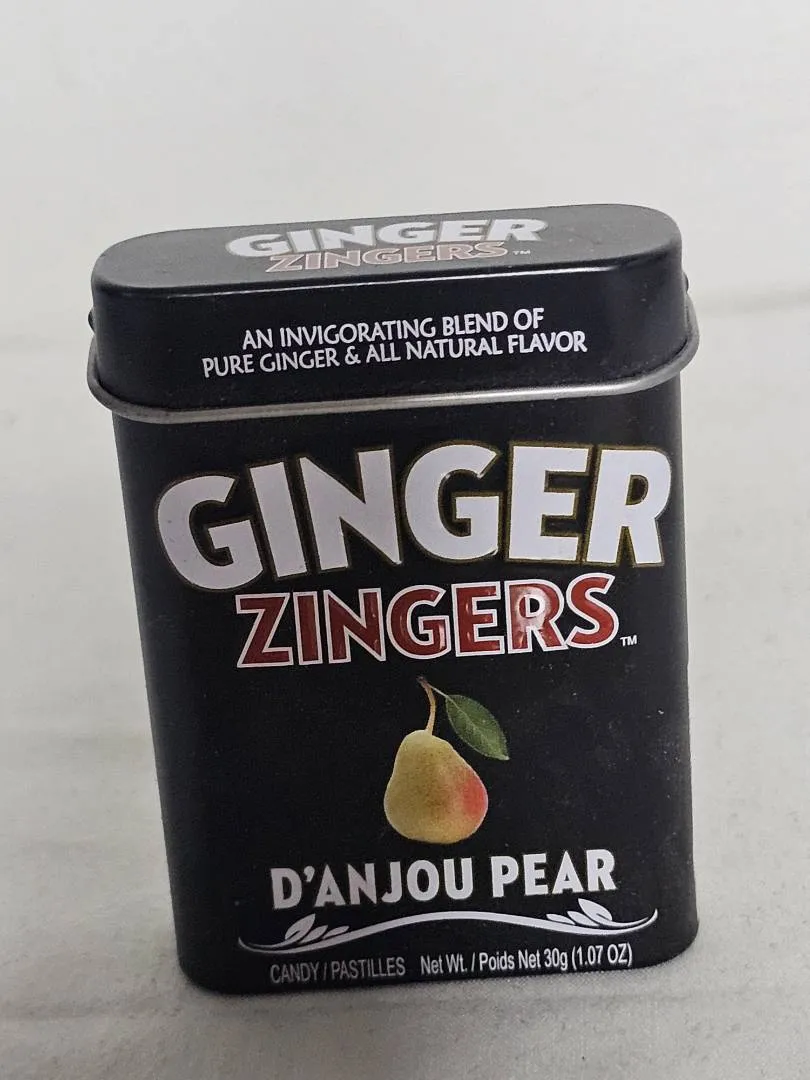 GINGER
ZINGERS™
AN INVIGORATING BLEND OF
PURE GINGER & ALL NATURAL FLAVOR
GINGER
ZINGERS™
D'ANJOU PEAR
CANDY / PASTILLES Net Wt. / Poids Net 30g (1.07 OZ)